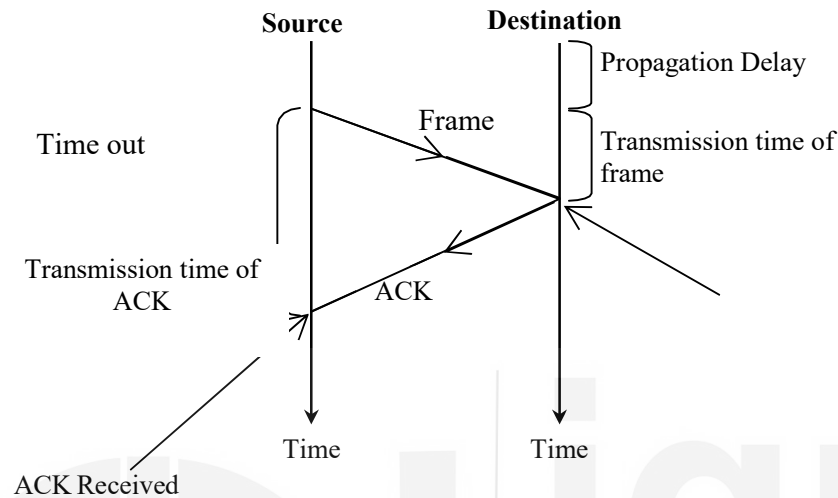 Source
Destination
Propagation Delay
Frame
Time out
Transmission time of
frame
Transmission time of
ACK
ACK
Time
Time
ACK Received